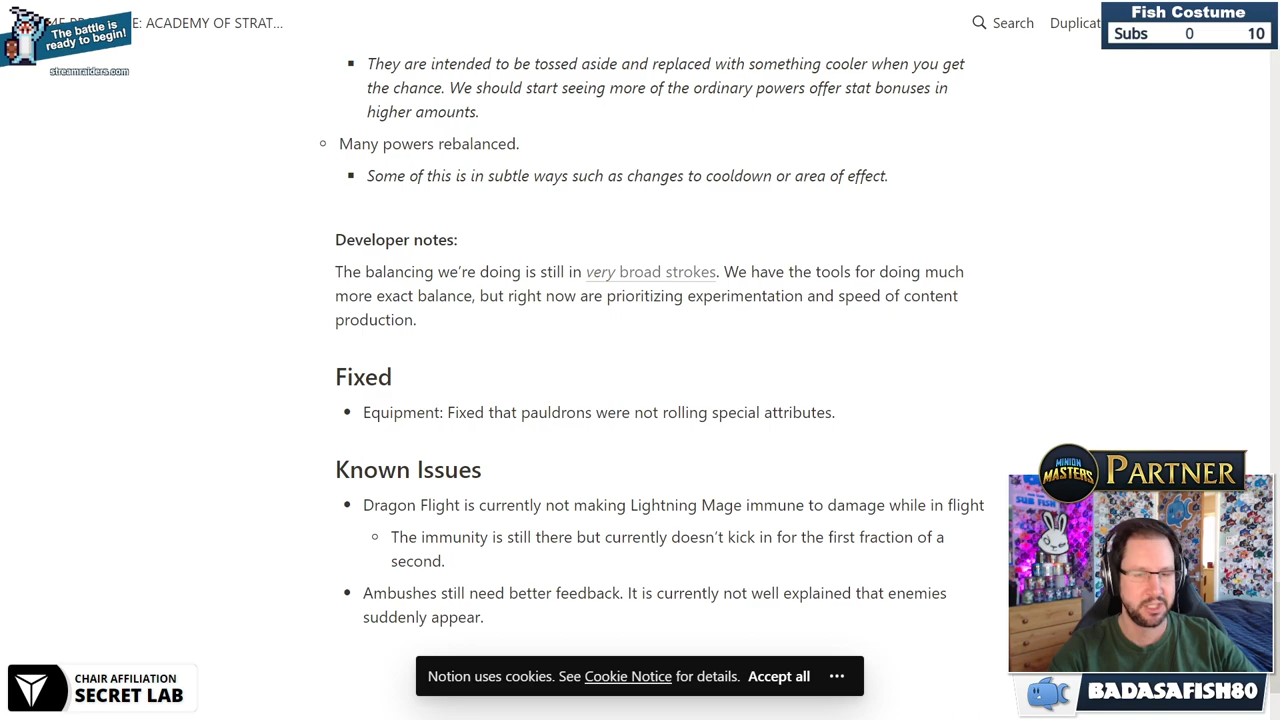 E: ACADEMY OF STRAT...
Search
Duplicat
The battle is
ready to begin!
streamraiders.com
Fish Costume
Subs 0 10
They are intended to be tossed aside and replaced with something cooler when you get
the chance. We should start seeing more of the ordinary powers offer stat bonuses in
higher amounts.
Many powers rebalanced.
Some of this is in subtle ways such as changes to cooldown or area of effect.
Developer notes:
The balancing we're doing is still in very broad strokes. We have the tools for doing much
more exact balance, but right now are prioritizing experimentation and speed of content
production.
Fixed
Equipment: Fixed that pauldrons were not rolling special attributes.
Known Issues
Dragon Flight is currently not making Lightning Mage immune to damage while in flight
The immunity is still there but currently doesn't kick in for the first fraction of a
second.
Ambushes still need better feedback. It is currently not well explained that enemies
suddenly appear.
MINION
MASTERS
PARTNER
SUB FISH
Notion uses cookies. See Cookie Notice for details. Accept all
CHAIR AFFILIATION
SECRET LAB
BADASAFISH80